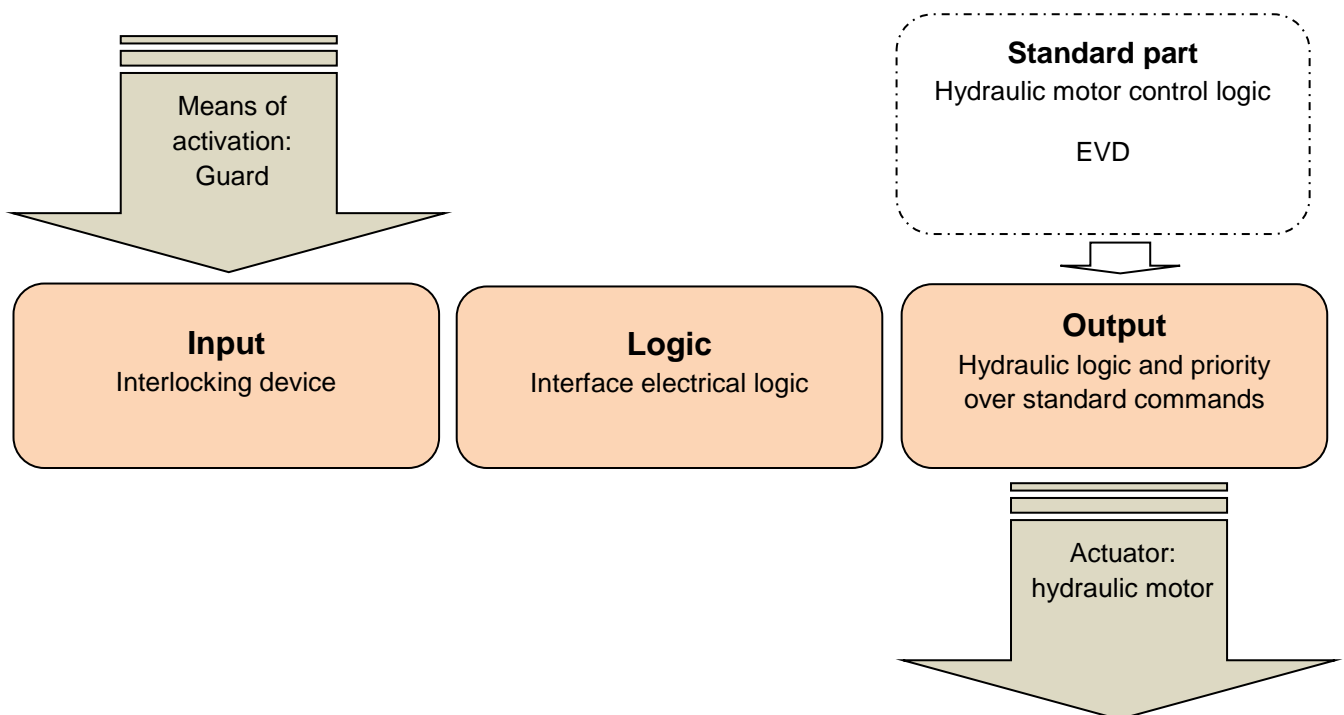 Means of
activation:
Guard
Standard part
Hydraulic motor control logic
EVD
Input
Interlocking device
Logic
Interface electrical logic
Output
Hydraulic logic and priority
over standard commands
Actuator:
hydraulic motor